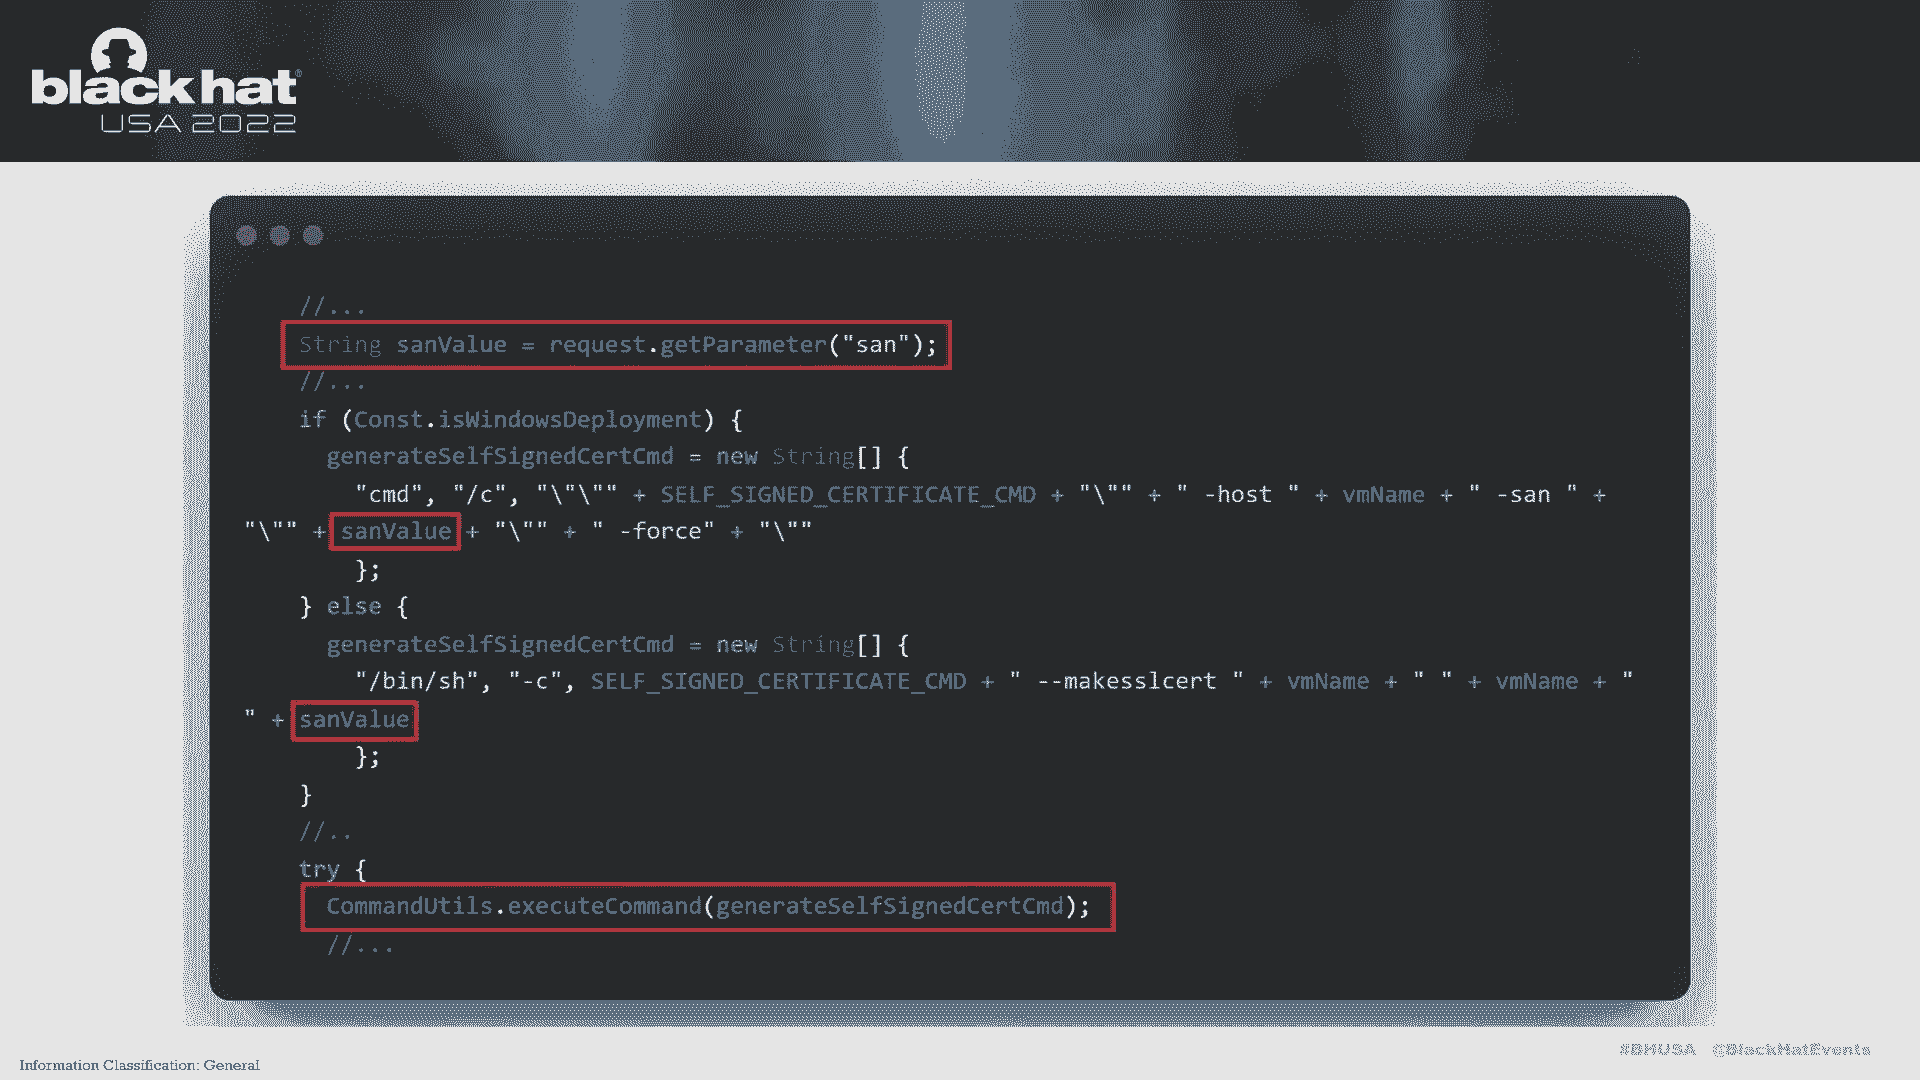 black hat®
USA 2022
//...
String sanValue = request.getParameter("san");
//...
if (Const.isWindowsDeployment) {
generateSelfSignedCertCmd = new String[] {
"cmd", "/c", "\"\"" + SELF_SIGNED_CERTIFICATE_CMD + "\"" + " -host " + vmName + " -san " +
"\"" + sanValue + "\"" + " -force" + "\""
};
} else {
generateSelfSignedCertCmd = new String[] {
"/bin/sh", "-c", SELF_SIGNED_CERTIFICATE_CMD + " --makesslcert " + vmName + " " + vmName + "
" + sanValue
};
}
//..
try {
CommandUtils.executeCommand(generateSelfSignedCertCmd);
//...
Information Classification: General
#BHUSA @BlackHatEvents